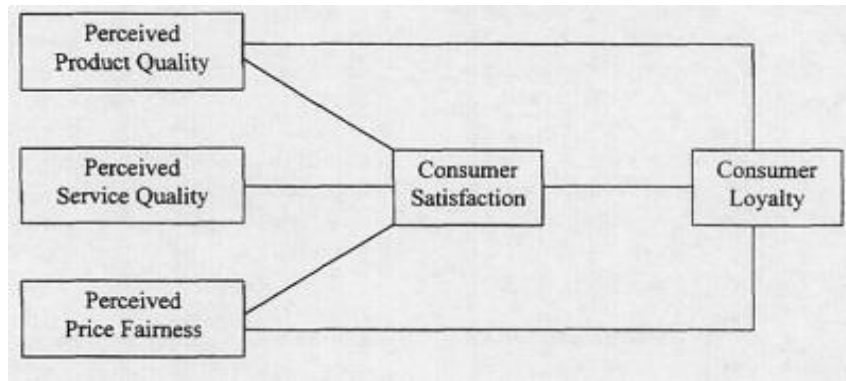 Perceived
Product Quality
Perceived
Service Quality
Consumer
Satisfaction
Consumer
Loyalty
Perceived
Price Fairness